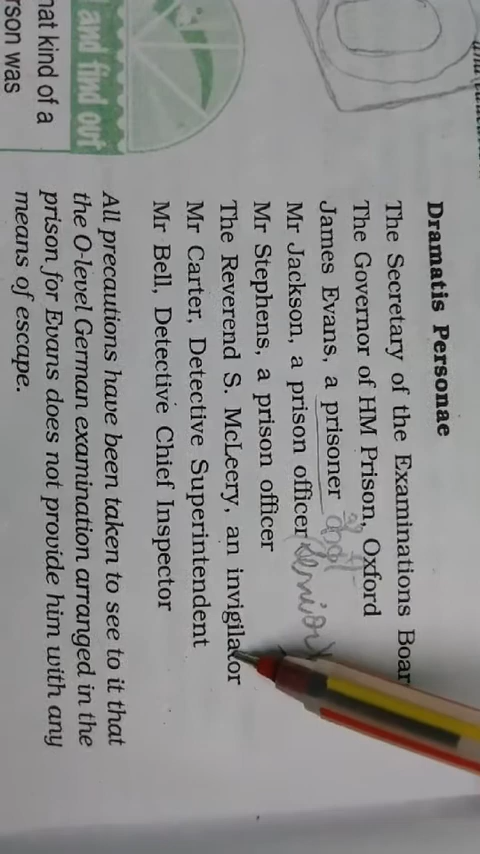 Dramatis Personae
The Secretary of the Examinations Boar
The Governor of HM Prison, Oxford
James Evans, a prisoner
Mr Jackson, a prison officer senior
Mr Stephens, a prison officer
The Reverend S. McLeery, an invigilator
Mr Carter, Detective Superintendent
Mr Bell, Detective Chief Inspector
All precautions have been taken to see to it that
the O-level German examination arranged in the
prison for Evans does not provide him with any
means of escape.
and find out
hat kind of a
rson was